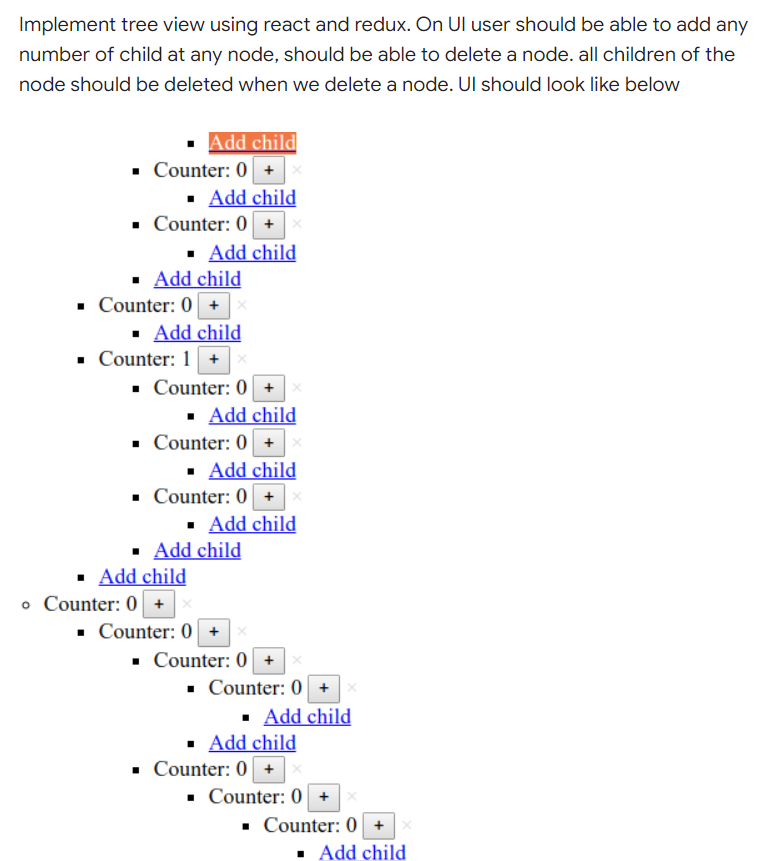 Implement tree view using react and redux. On UI user should be able to add any
number of child at any node, should be able to delete a node. all children of the
node should be deleted when we delete a node. UI should look like below
Add child
Counter: 0 + ×
Add child
Counter: 0 + ×
Add child
Add child
Counter: 0 + ×
Add child
Counter: 1 + ×
Counter: 0 + ×
Add child
Counter: 0 + ×
Add child
Counter: 0 + ×
Add child
Add child
Add child
Counter: 0 + ×
Counter: 0 + ×
Counter: 0 + ×
Counter: 0 + ×
Add child
Add child
Counter: 0 + ×
Counter: 0 + ×
Counter: 0 + ×
Add child